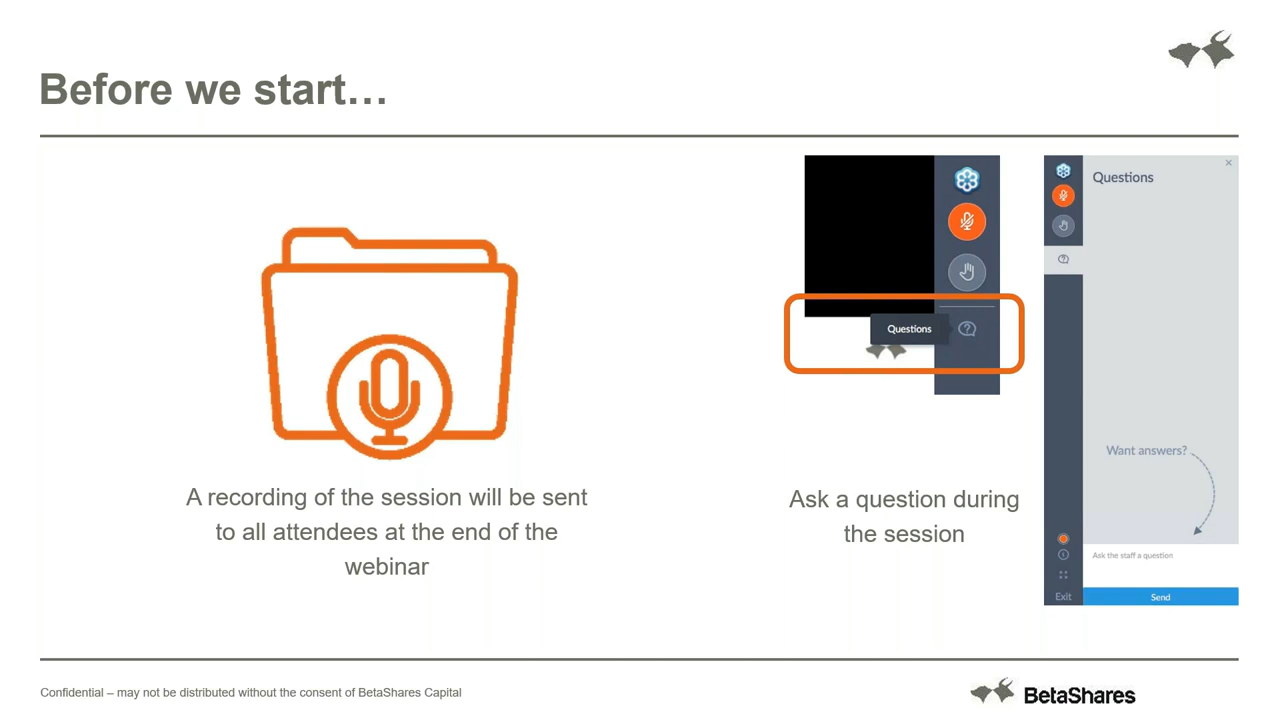 Before we start…
A recording of the session will be sent
to all attendees at the end of the
webinar
Questions
Ask a question during
the session
Questions
Want answers?
Ask the staff a question
Exit
Send
Confidential – may not be distributed without the consent of BetaShares Capital
BetaShares